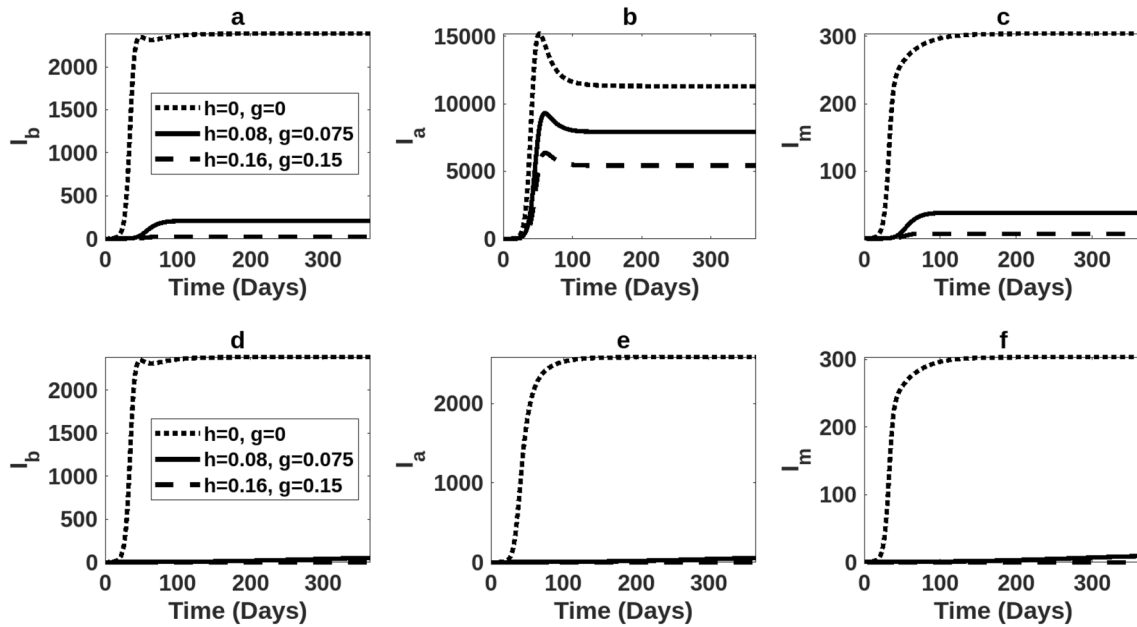 a
I_b
2000
1500
1000
500
0
h=0, g=0
h=0.08, g=0.075
h=0.16, g=0.15
0 100 200 300
Time (Days)
b
I_a
15000
10000
5000
0
0 100 200 300
Time (Days)
c
I_m
300
200
100
0 100 200 300
Time (Days)
d
I_b
2000
1500
1000
500
0
h=0, g=0
h=0.08, g=0.075
h=0.16, g=0.15
0 100 200 300
Time (Days)
e
I_a
2000
1000
0
0 100 200 300
Time (Days)
f
I_m
300
200
100
0
0 100 200 300
Time (Days)